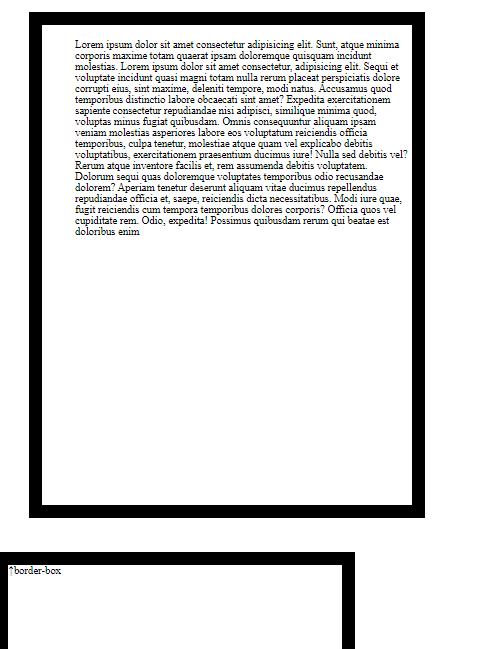 Lorem ipsum dolor sit amet consectetur adipisicing elit. Sunt, atque minima
corporis maxime totam quaerat ipsam doloremque quisquam incidunt
molestias. Lorem ipsum dolor sit amet consectetur, adipisicing elit. Sequi et
voluptate incidunt quasi magni totam nulla rerum placeat perspiciatis dolore
corrupti eius, sint maxime, deleniti tempore, modi natus. Accusamus quod
temporibus distinctio labore obcaecati sint amet? Expedita exercitationem
sapiente consectetur repudiandae nisi adipisci, similique minima quod,
voluptas minus fugiat quibusdam. Omnis consequuntur aliquam ipsam
veniam molestias asperiores labore eos voluptatum reiciendis officia
temporibus, culpa tenetur, molestiae atque quam vel explicabo debitis
voluptatibus, exercitationem praesentium ducimus iure! Nulla sed debitis vel?
Rerum atque inventore facilis et, rem assumenda debitis voluptatem.
Dolorum sequi quas doloremque voluptates temporibus odio recusandae
dolorem? Aperiam tenetur deserunt aliquam vitae ducimus repellendus
repudiandae officia et, saepe, reiciendis dicta necessitatibus. Modi iure quae,
fugit reiciendis cum tempora temporibus dolores corporis? Officia quos vel
cupiditate rem. Odio, expedita! Possimus quibusdam rerum qui beatae est
doloribus enim
↑border-box